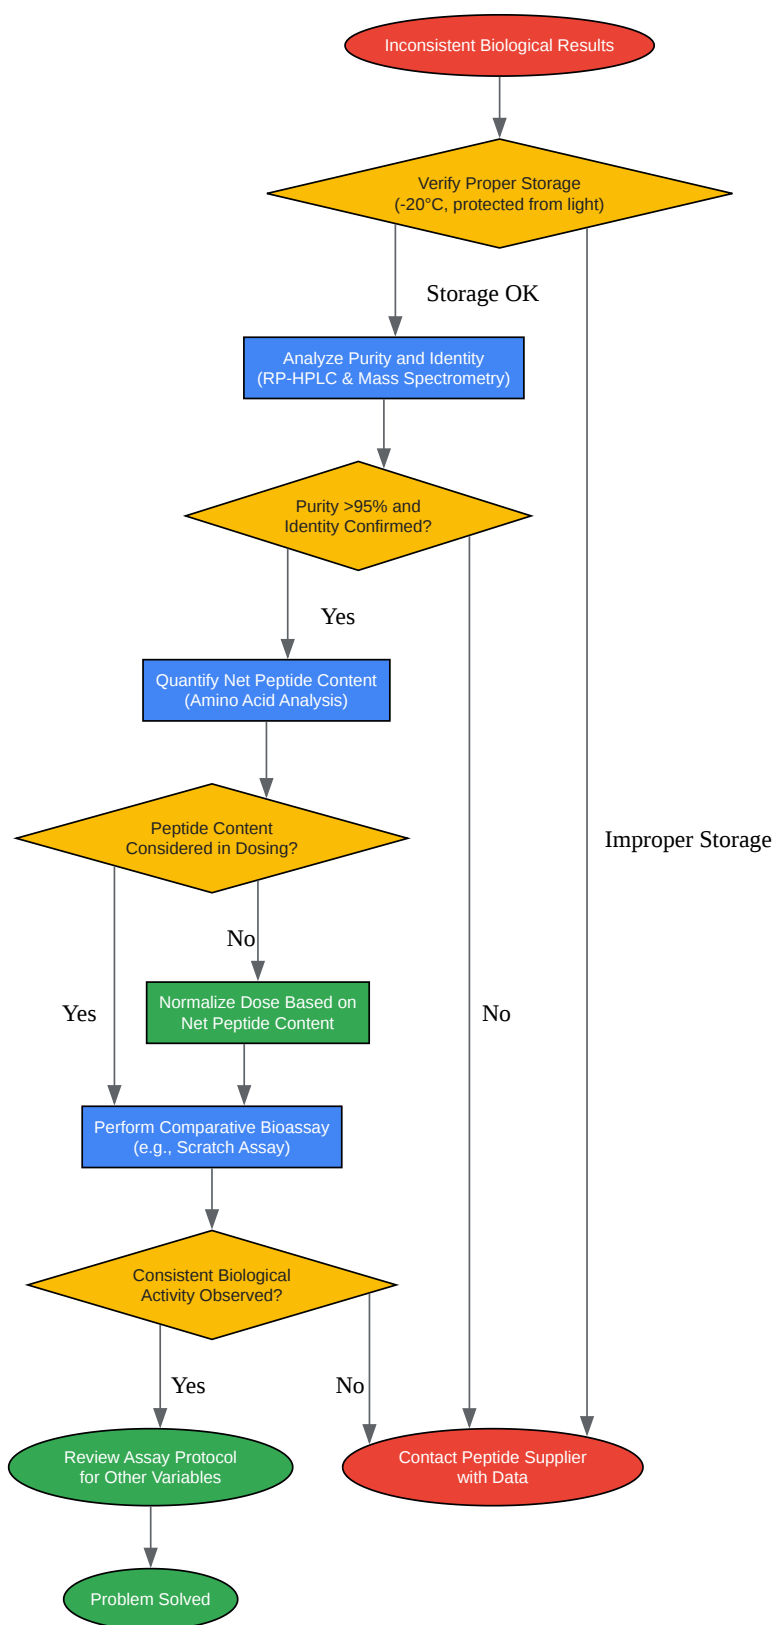 Inconsistent Biological Results
Verify Proper Storage
(-20°C, protected from light)
Storage OK
Analyze Purity and Identity
(RP-HPLC & Mass Spectrometry)
Purity >95% and
Identity Confirmed?
Yes
Quantify Net Peptide Content
(Amino Acid Analysis)
Peptide Content
Considered in Dosing?
Improper Storage
No
Normalize Dose Based on
Net Peptide Content
Yes
No
Perform Comparative Bioassay
(e.g., Scratch Assay)
Consistent Biological
Activity Observed?
Yes
No
Review Assay Protocol
for Other Variables
Contact Peptide Supplier
with Data
Problem Solved